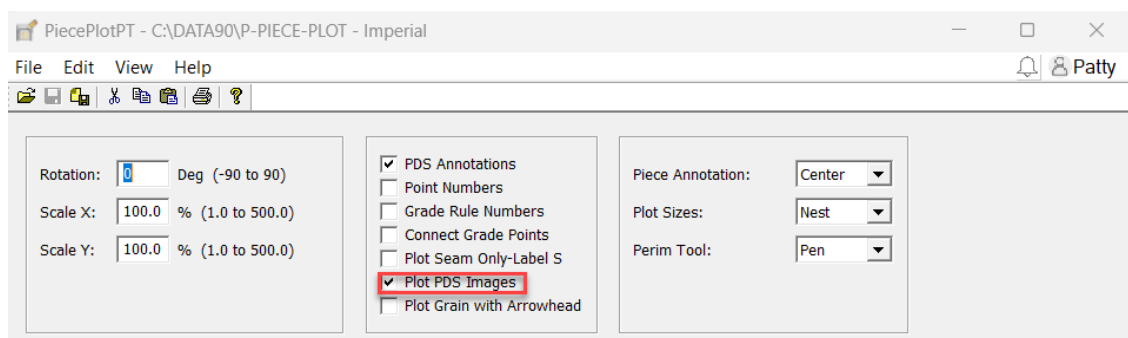 PiecePlotPT - C:\DATA90\P-PIECE-PLOT - Imperial
File Edit View Help
Patty
Rotation: 0 Deg (-90 to 90)
Scale X: 100.0 % (1.0 to 500.0)
Scale Y: 100.0 % (1.0 to 500.0)
PDS Annotations
Point Numbers
Grade Rule Numbers
Connect Grade Points
Plot Seam Only-Label S
Plot PDS Images
Plot Grain with Arrowhead
Piece Annotation: Center
Plot Sizes: Nest
Perim Tool: Pen